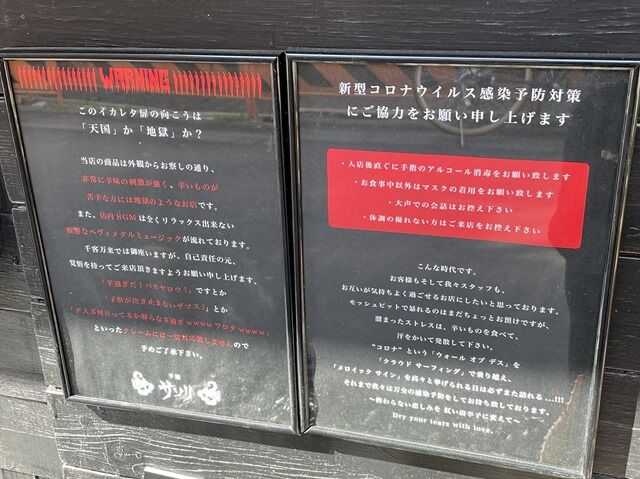 WARNING
このイカレタ扉の向こうは
「天国」か「地獄」か？
当店の商品は外観からお察しの通り、
非常に辛味の刺激が強く、辛いものが
苦手な方には地獄のようなお店です。
また、店内BGMは全くリラックス出来ない
横暴なヘヴィメタルミュージックが流れております。
千客万来では御座いますが、自己責任の元、
覚悟を持ってご来店頂きますようお願い申し上げます。
「辛過ぎだ！バカヤロウ！」ですとか
「子供が泣き止まないザマス！」とか
「デスボ何言ってるか解らなさ過ぎwwwwワロタwwww」
といったクレームには一切対応致しませんので
予めご了承下さい。
新型コロナウイルス感染予防対策
にご協力をお願い申し上げます
・入店後直ぐに手指のアルコール消毒をお願い致します
・お食事中以外はマスクの着用をお願い致します
・大声での会話はお控え下さい
・体調の優れない方はご来店をお控え下さい
こんな時代です。
お客様もそして我々スタッフも、
お互いが気持ちよく過ごせるお店にしたいと思っております。
モッシュピットで暴れるのはまだちょっとお預けですが、
溜まったストレスは、辛いものを食べて、
汗をかいて発散して下さい。
"コロナ"という「ウォール オブ デス」を
「クラウド サーフィング」で乗り越え、
「メロイック サイン」を高々と挙げられる日は必ずまた訪れる…!!!
それまで我々は万全の感染予防をしてお待ち致しております。
〜終わらない悲しみを 紅い唐辛子に変えて〜
Dry your tears with love.